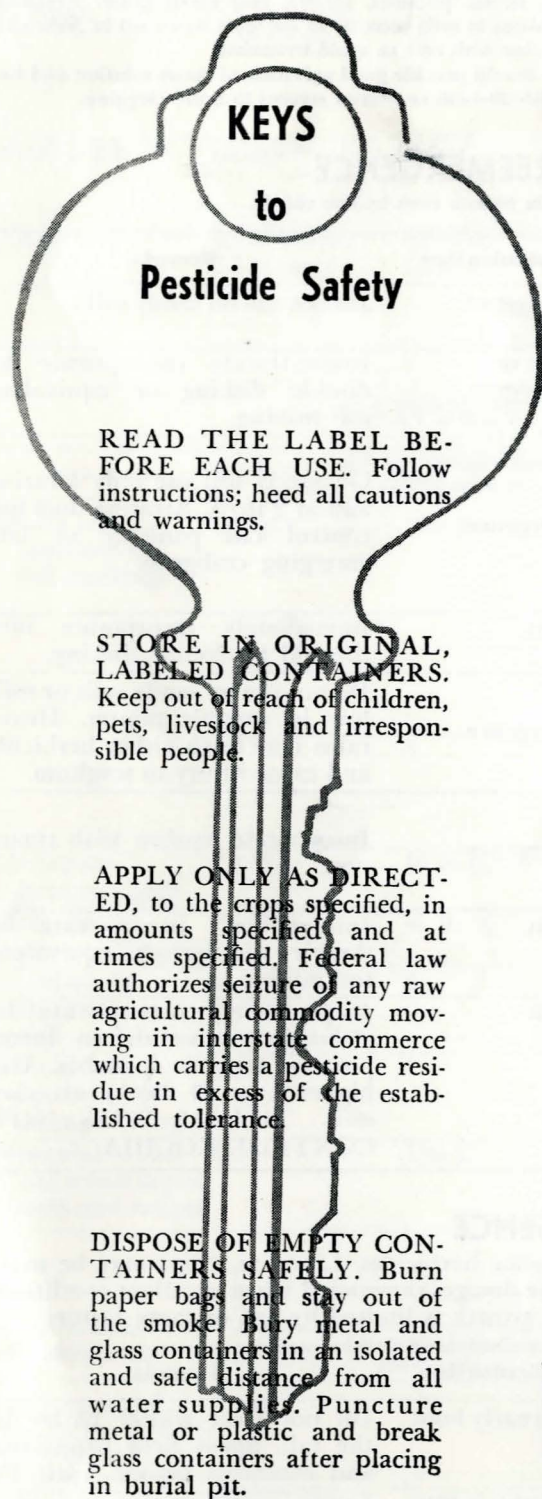 KEYS
to
Pesticide Safety
READ THE LABEL BE-
FORE EACH USE. Follow
instructions; heed all cautions
and warnings.
STORE IN ORIGINAL,
LABELED CONTAINERS.
Keep out of reach of children,
pets, livestock and irrespon-
sible people.
APPLY ONLY AS DIRECT-
ED, to the crops specified, in
amounts specified and at
times specified. Federal law
authorizes seizure of any raw
agricultural commodity mov-
ing iin interstate commerce
which carries a pesticide resi-
due in excess of the estab-
lished tolerance.
DISPOSE OF EMPTY CON-
TAINERS SAFELY. Burn
paper bags and stay out of
the smoke. Bury metal and
glass containers in an isolated
and safe distance from all
water supplies. Puncture
metal or plastic and break
glass containers after placing
in burial pit.